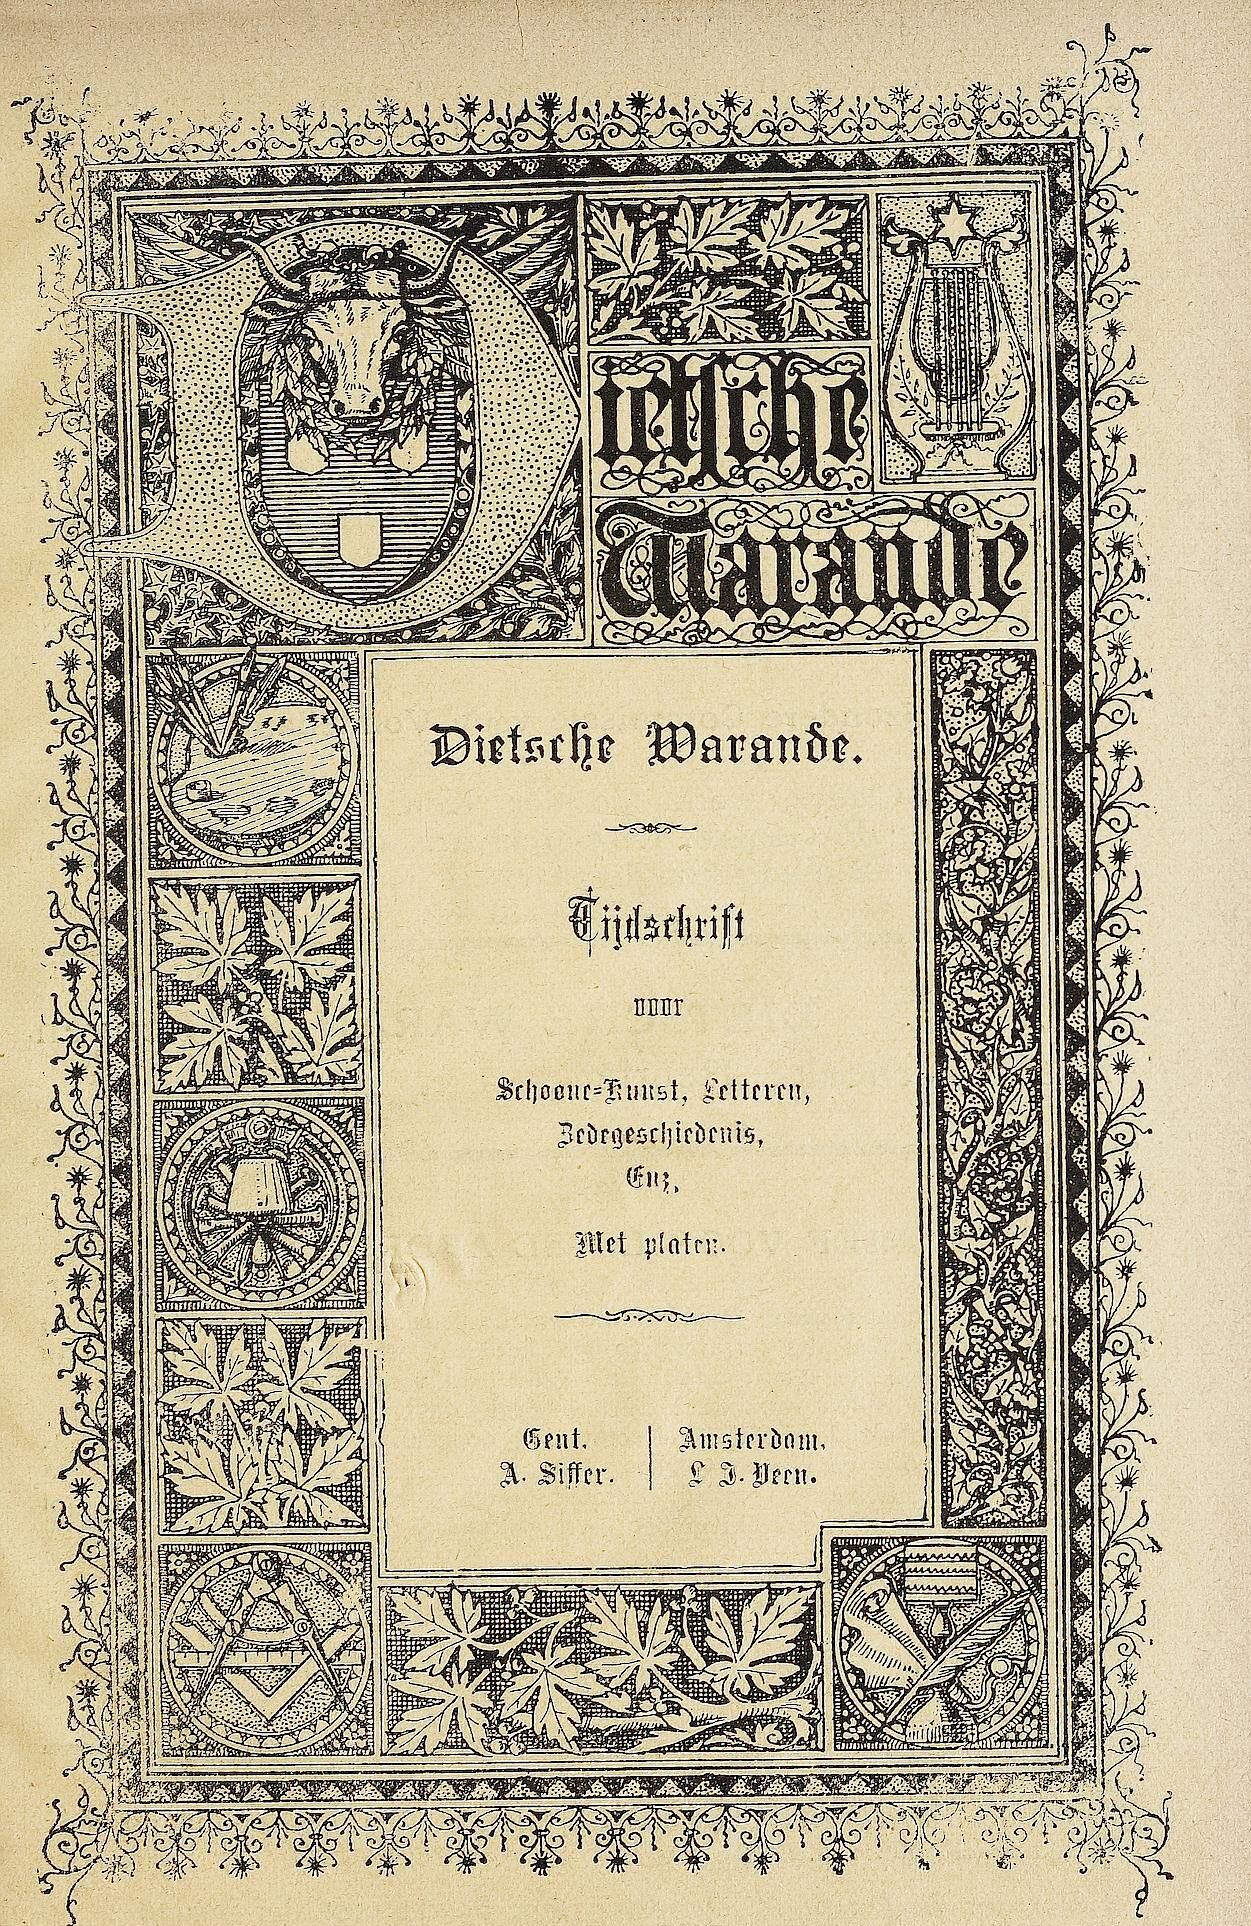 Dietsche
Warande
Dietsche Warande.
Tijdschrift
voor
Schoone=Kunst, Letteren,
Zedegeschiedenis,
Enz.
Met platen.
Gent.
A. Siffer.
Amsterdam.
L J. Veen.